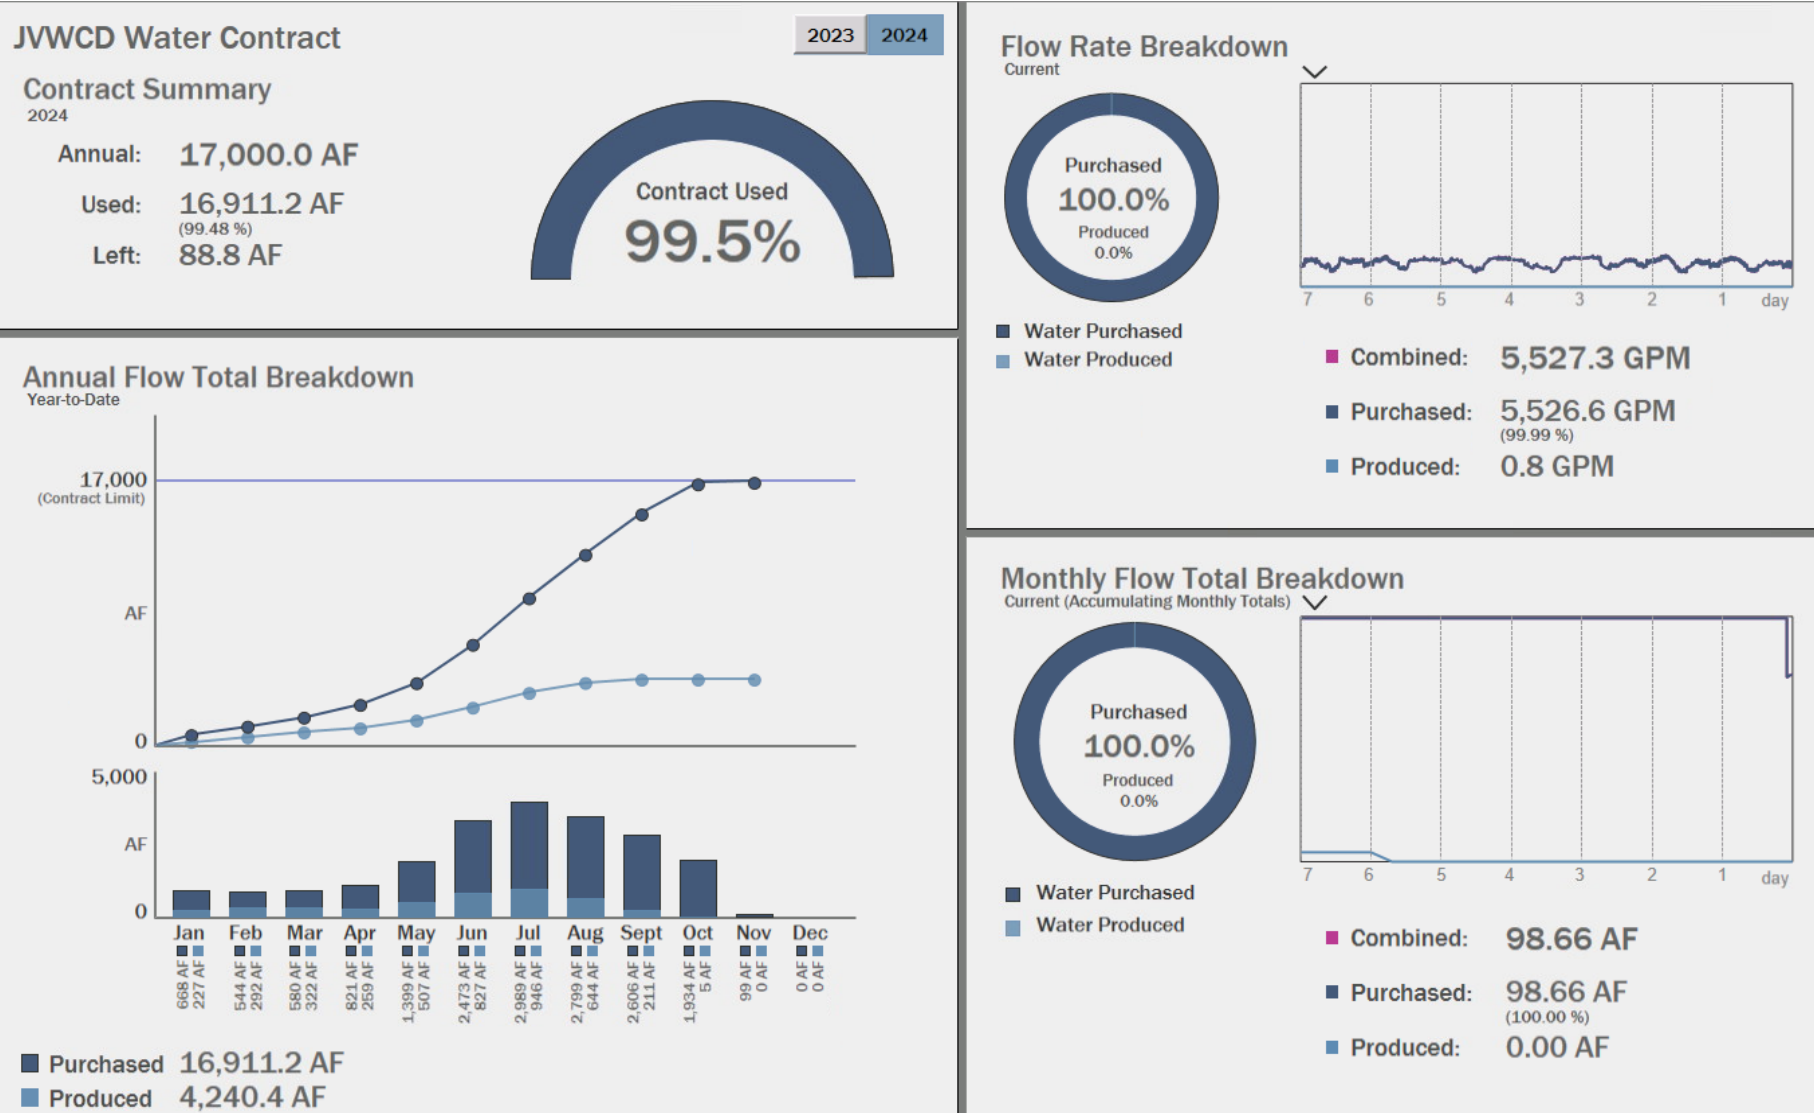 JVWCD Water Contract
2023 2024
Contract Summary
2024
Annual: 17,000.0 AF
Used: 16,911.2 AF
(99.48 %)
Left: 88.8 AF
Contract Used
99.5%
Annual Flow Total Breakdown
Year-to-Date
17,000
(Contract Limit)
AF
0
5,000
AF
0
Jan Feb Mar Apr May Jun Jul Aug Sept Oct Nov Dec
668 AF
227 AF
544 AF
292 AF
580 AF
322 AF
821 AF
259 AF
1,399 AF
507 AF
2,473 AF
827 AF
2,989 AF
946 AF
2,799 AF
644 AF
2,606 AF
211 AF
1,934 AF
5 AF
99 AF
0 AF
0 AF
0 AF
Purchased 16,911.2 AF
Produced 4,240.4 AF
Flow Rate Breakdown
Current
Purchased
100.0%
Produced
0.0%
7 6 5 4 3 2 1 day
Water Purchased
Water Produced
Combined: 5,527.3 GPM
Purchased: 5,526.6 GPM
(99.99 %)
Produced: 0.8 GPM
Monthly Flow Total Breakdown
Current (Accumulating Monthly Totals)
Purchased
100.0%
Produced
0.0%
7 6 5 4 3 2 1 day
Water Purchased
Water Produced
Combined: 98.66 AF
Purchased: 98.66 AF
(100.00 %)
Produced: 0.00 AF